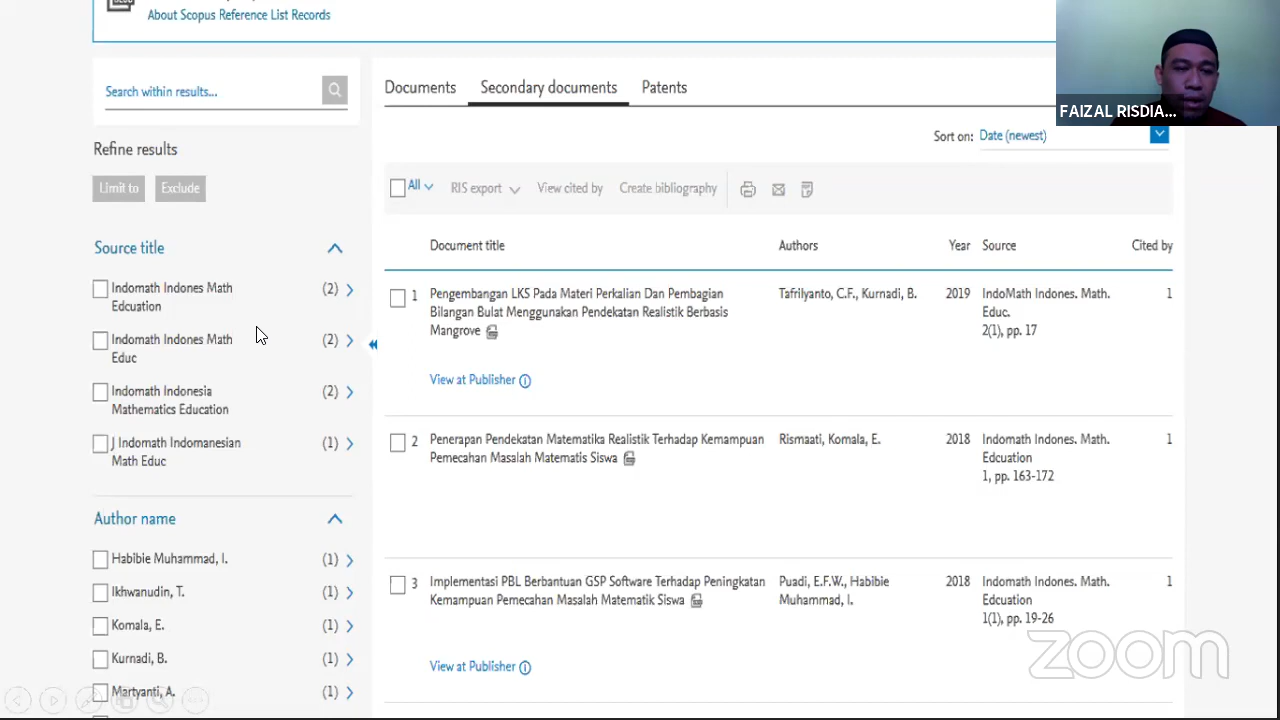 About Scopus Reference List Records
FAIZAL RISDIA...
Search within results...
Documents
Secondary documents
Patents
Sort on: Date (newest)
Refine results
Limit to
Exclude
All
RIS export
View cited by
Create bibliography
Document title
Authors
Year
Source
Cited by
Source title
Indomath Indones Math
Edcuation
(2)
Indomath Indones Math
Educ
(2)
Indomath Indonesia
Mathematics Education
(2)
J Indomath Indomanesian
Math Educ
(1)
Author name
Habibie Muhammad, I.
(1)
Ikhwanudin, T.
(1)
Komala, E.
(1)
Kurnadi, B.
(1)
Martyanti, A.
(1)
1
Pengembangan LKS Pada Materi Perkalian Dan Pembagian
Bilangan Bulat Menggunakan Pendekatan Realistik Berbasis
Mangrove
Tafrilyanto, C.F., Kurnadi, B.
2019
IndoMath Indones. Math.
Educ.
2(1), pp. 17
1
View at Publisher
2
Penerapan Pendekatan Matematika Realistik Terhadap Kemampuan
Pemecahan Masalah Matematis Siswa
Rismaati, Komala, E.
2018
Indomath Indones. Math.
Edcuation
1, pp. 163-172
1
3
Implementasi PBL Berbantuan GSP Software Terhadap Peningkatan
Kemampuan Pemecahan Masalah Matematik Siswa
Puadi, E.F.W., Habibie
Muhammad, I.
2018
Indomath Indones. Math.
Edcuation
1(1), pp. 19-26
1
View at Publisher
zoom